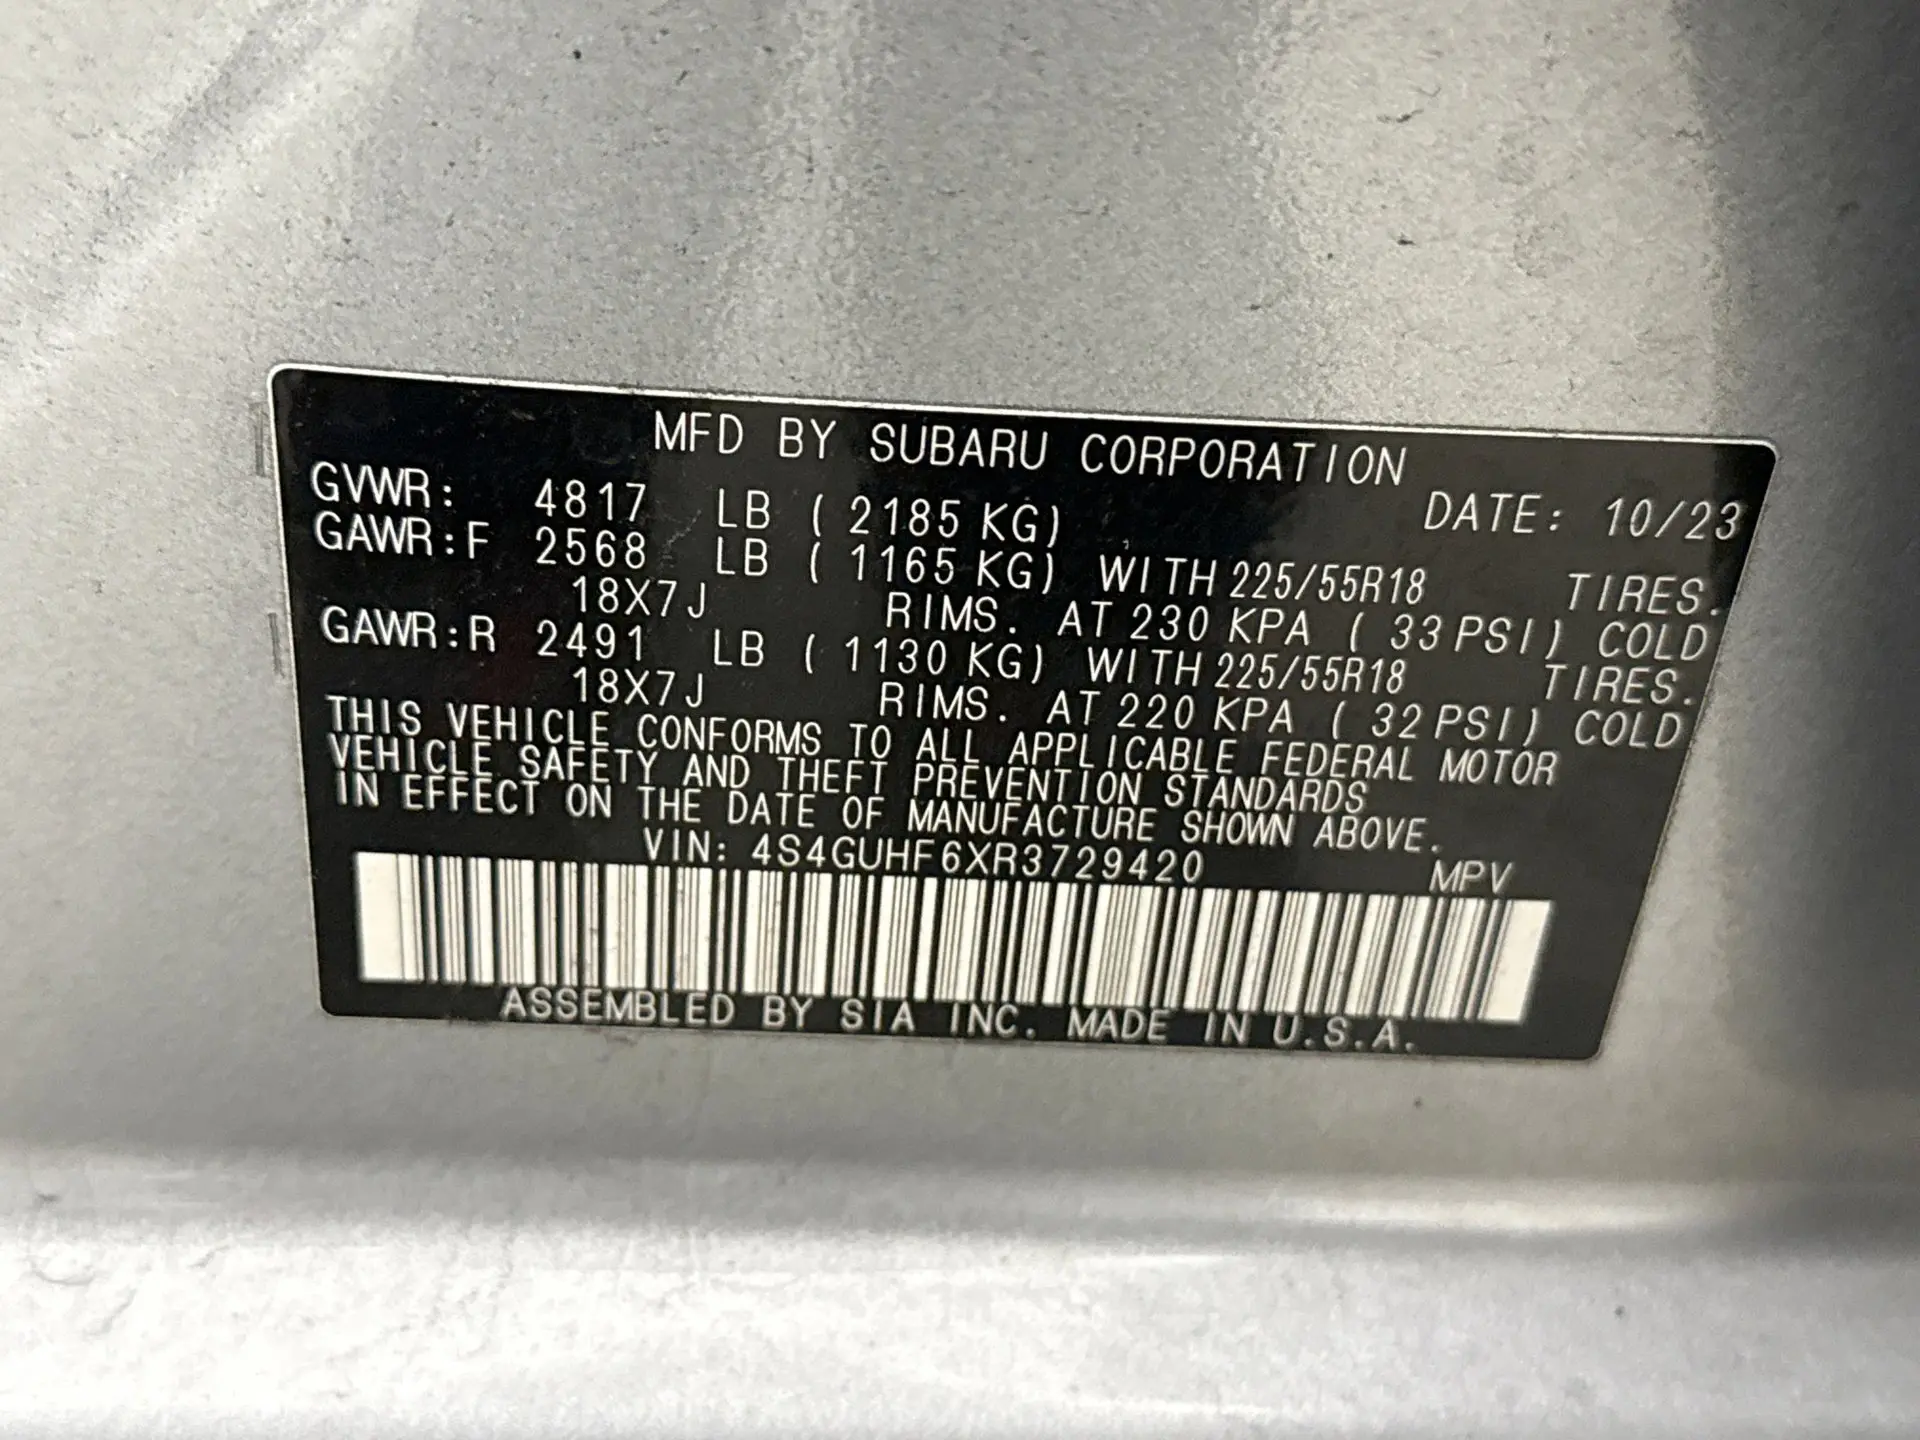 MFD BY SUBARU CORPORATION
GVWR: 4817 LB ( 2185 KG) DATE: 10/23
GAWR:F 2568 LB ( 1165 KG) WITH 225/55R18 TIRES.
18X7J RIMS. AT 230 KPA ( 33 PSI) COLD
GAWR:R 2491 LB ( 1130 KG) WITH 225/55R18 TIRES.
18X7J RIMS. AT 220 KPA ( 32 PSI) COLD
THIS VEHICLE CONFORMS TO ALL APPLICABLE FEDERAL MOTOR
VEHICLE SAFETY AND THEFT PREVENTION STANDARDS
IN EFFECT ON THE DATE OF MANUFACTURE SHOWN ABOVE.
VIN: 4S4GUHF6XR3729420 MPV
ASSEMBLED BY SIA INC. MADE IN U.S.A.